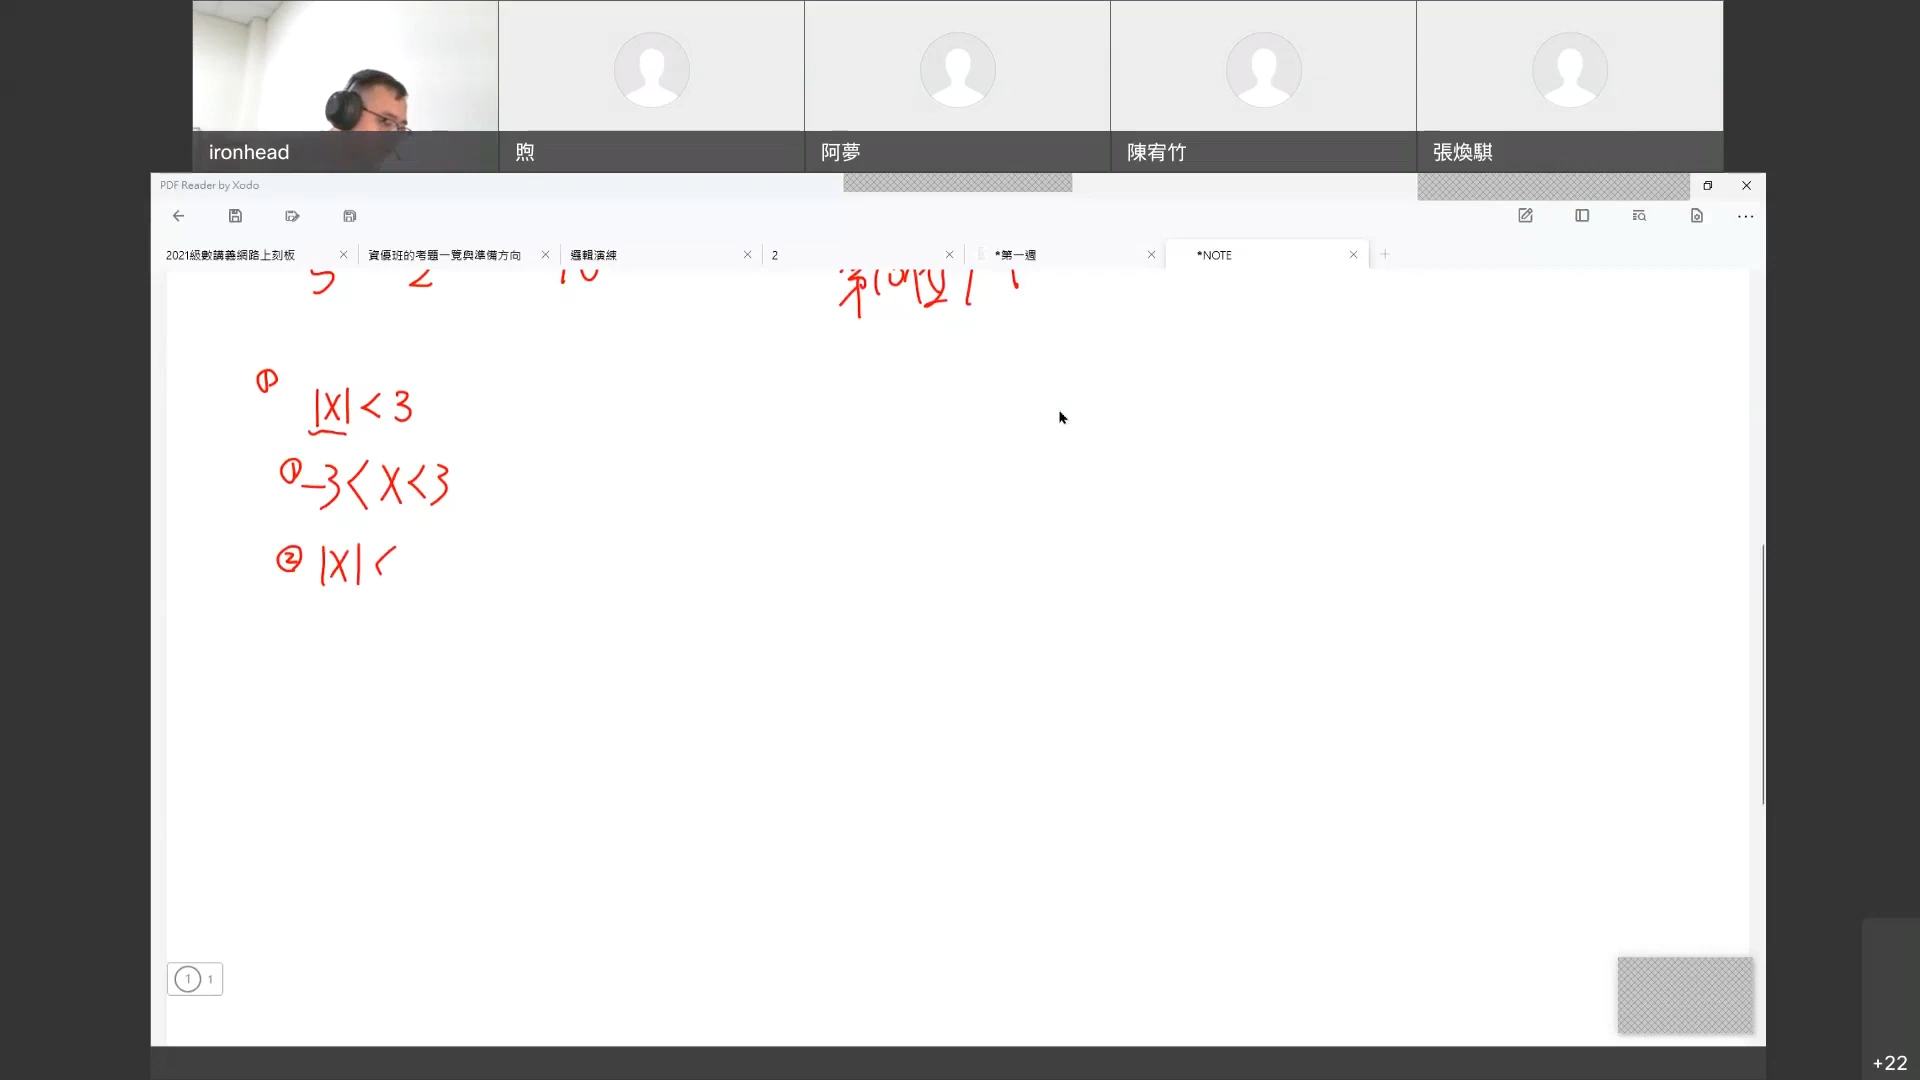 ironhead
煦
阿夢
陳宥竹
張煥騏
PDF Reader by Xodo
2021級數講義網路上刻板
資優班的考題一覽與準備方向
邏輯演練
2
*第一週
*NOTE
①
|x| < 3
① -3 < x < 3
② |x| <
1 1
+22